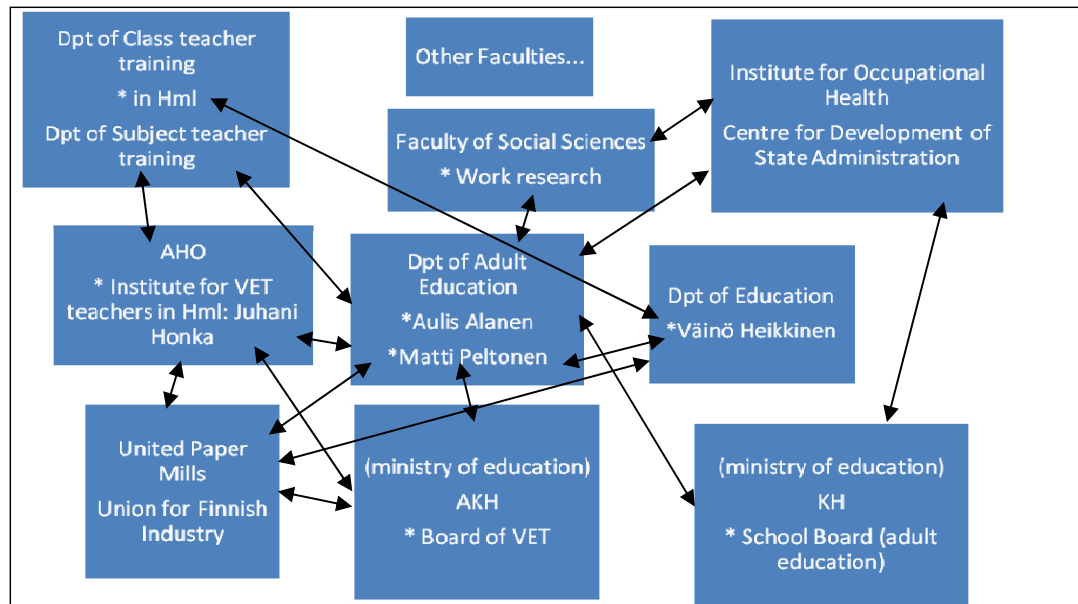 Dpt of Class teacher
training
* in Hml
Dpt of Subject teacher
training
Other Faculties...
Institute for Occupational
Health
Centre for Development of
State Administration
Faculty of Social Sciences
* Work research
AHO
* Institute for VET
teachers in Hml: Juhani
Honka
Dpt of Adult
Education
*Aulis Alanen
*Matti Peltonen
Dpt of Education
*Väinö Heikkinen
United Paper
Mills
Union for Finnish
Industry
(ministry of education)
AKH
* Board of VET
(ministry of education)
KH
* School Board (adult
education)